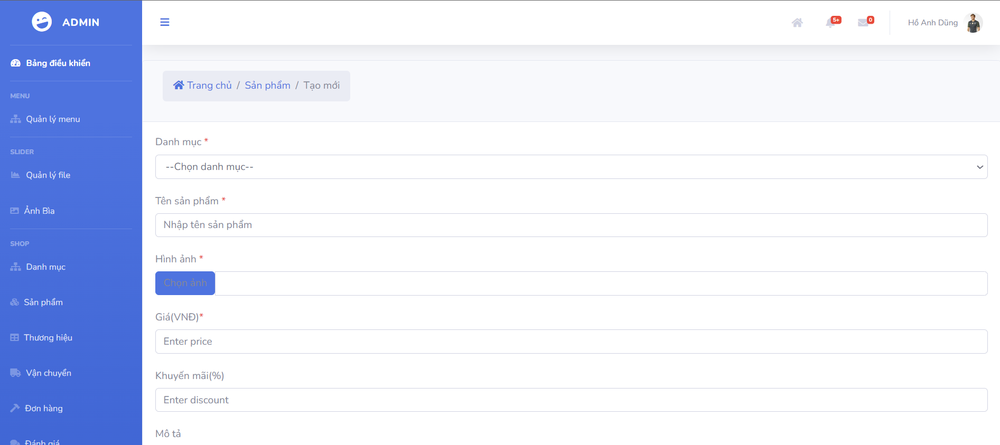 ADMIN
Bảng điều khiển
MENU
Quản lý menu
SLIDER
Quản lý file
Ảnh Bìa
SHOP
Danh mục
Sản phẩm
Thương hiệu
Vận chuyển
Đơn hàng
Đánh giá
5+
0
Hồ Anh Dũng
Trang chủ / Sản phẩm / Tạo mới
Danh mục *
--Chọn danh mục--
Tên sản phẩm *
Nhập tên sản phẩm
Hình ảnh *
Chọn ảnh
Giá(VNĐ)*
Enter price
Khuyến mãi(%)
Enter discount
Mô tả